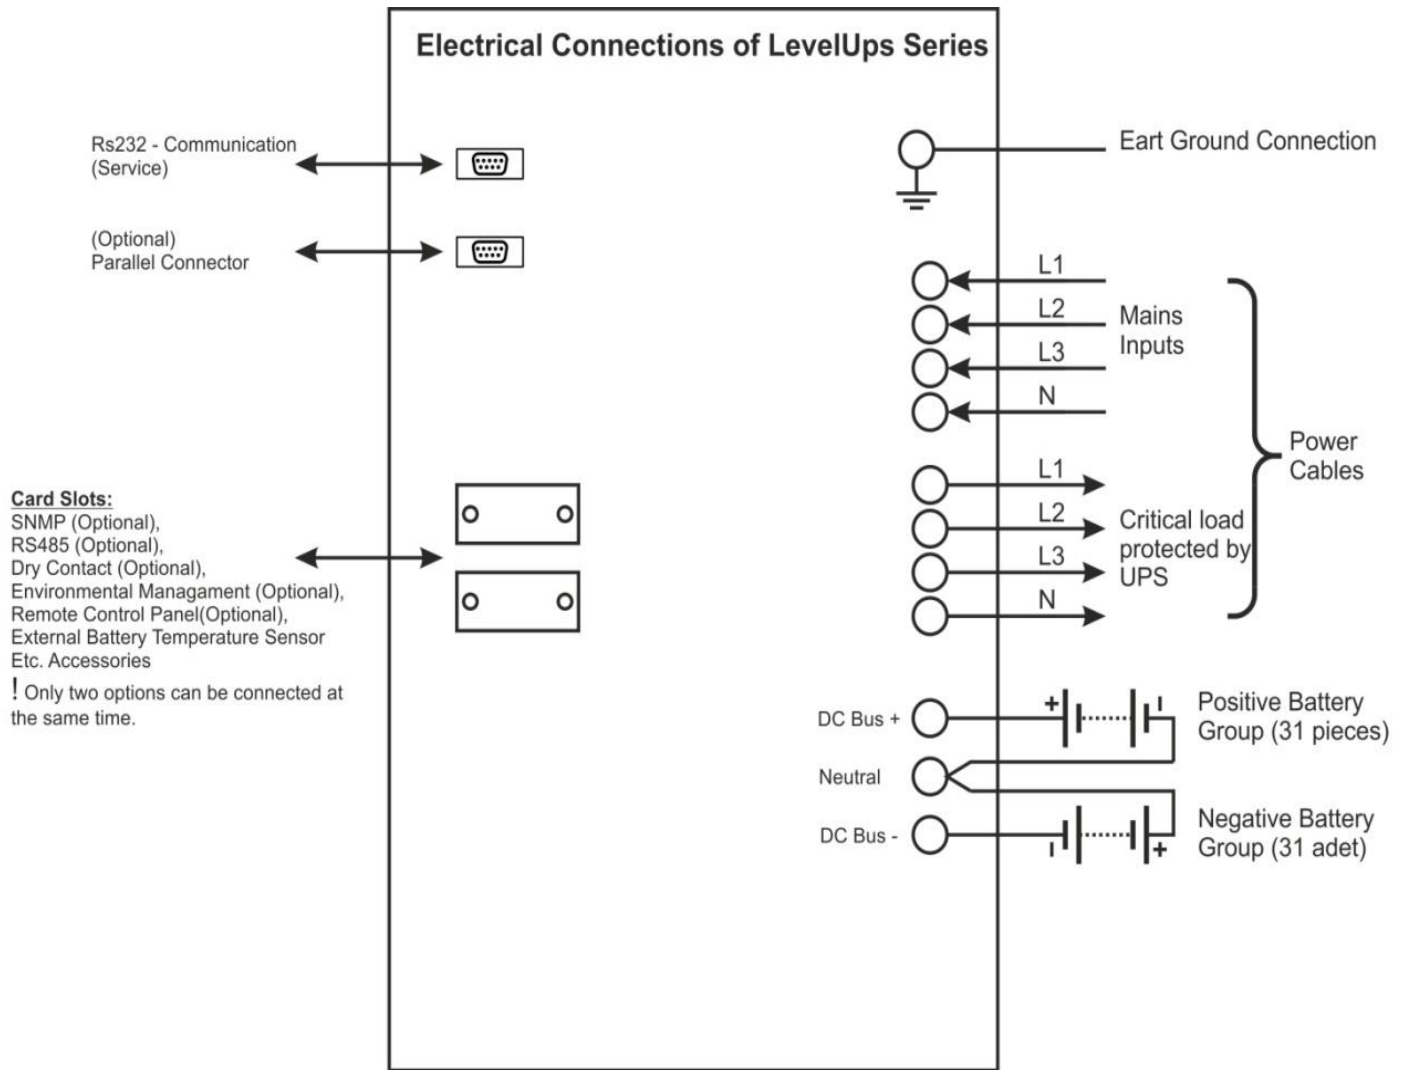 Electrical Connections of LevelUps Series
Rs232 - Communication
(Service)
(Optional)
Parallel Connector
Card Slots:
SNMP (Optional),
RS485 (Optional),
Dry Contact (Optional),
Environmental Managament (Optional),
Remote Control Panel(Optional),
External Battery Temperature Sensor
Etc. Accessories
! Only two options can be connected at
the same time.
Eart Ground Connection
L1
L2
L3
N
Mains
Inputs
L1
L2
L3
N
Critical load
protected by
UPS
Power
Cables
DC Bus +
Neutral
DC Bus -
+
Positive Battery
Group (31 pieces)
Negative Battery
Group (31 adet)
+